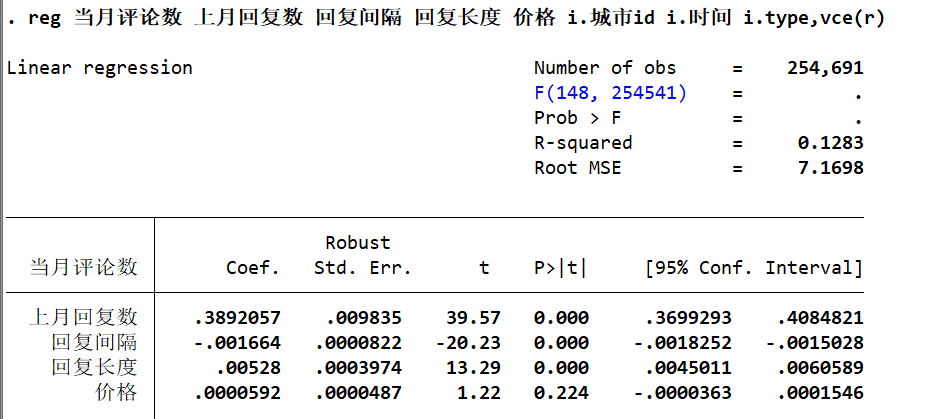 . reg 当月评论数 上月回复数 回复间隔 回复长度 价格 i.城市id i.时间 i.type,vce(r)
Linear regression Number of obs = 254,691
F(148, 254541) = .
Prob > F = .
R-squared = 0.1283
Root MSE = 7.1698
Robust
当月评论数 Coef. Std. Err. t P>|t| [95% Conf. Interval]
上月回复数 .3892057 .009835 39.57 0.000 .3699293 .4084821
回复间隔 -.001664 .0000822 -20.23 0.000 -.0018252 -.0015028
回复长度 .00528 .0003974 13.29 0.000 .0045011 .0060589
价格 .0000592 .0000487 1.22 0.224 -.0000363 .0001546